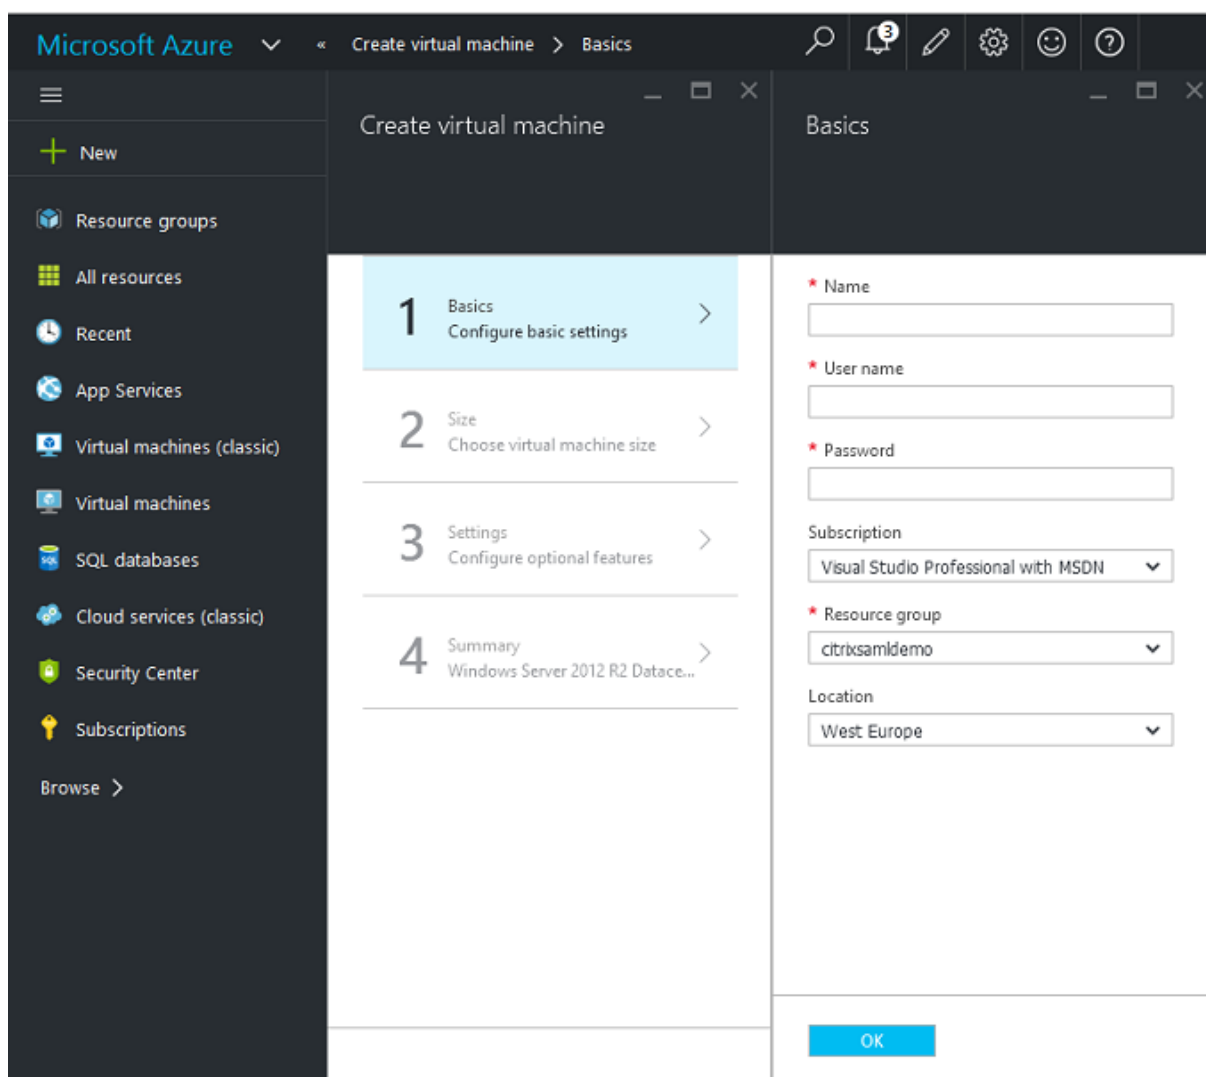 Microsoft Azure
« Create virtual machine > Basics
3
New
Resource groups
All resources
Recent
App Services
Virtual machines (classic)
Virtual machines
SQL databases
Cloud services (classic)
Security Center
Subscriptions
Browse >
Create virtual machine
1
Basics
Configure basic settings
2
Size
Choose virtual machine size
3
Settings
Configure optional features
4
Summary
Windows Server 2012 R2 Datace...
Basics
* Name
* User name
* Password
Subscription
Visual Studio Professional with MSDN
* Resource group
citrixsamldemo
Location
West Europe
OK